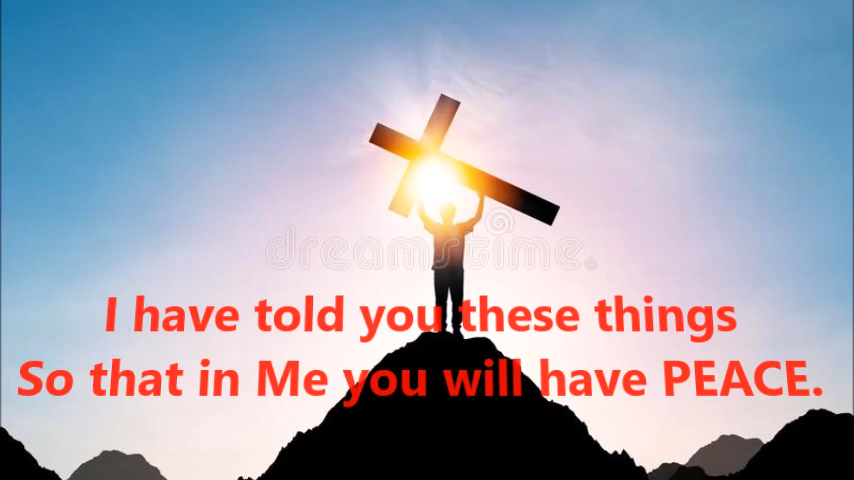 dreamstime.
I have told you these things
So that in Me you will have PEACE.